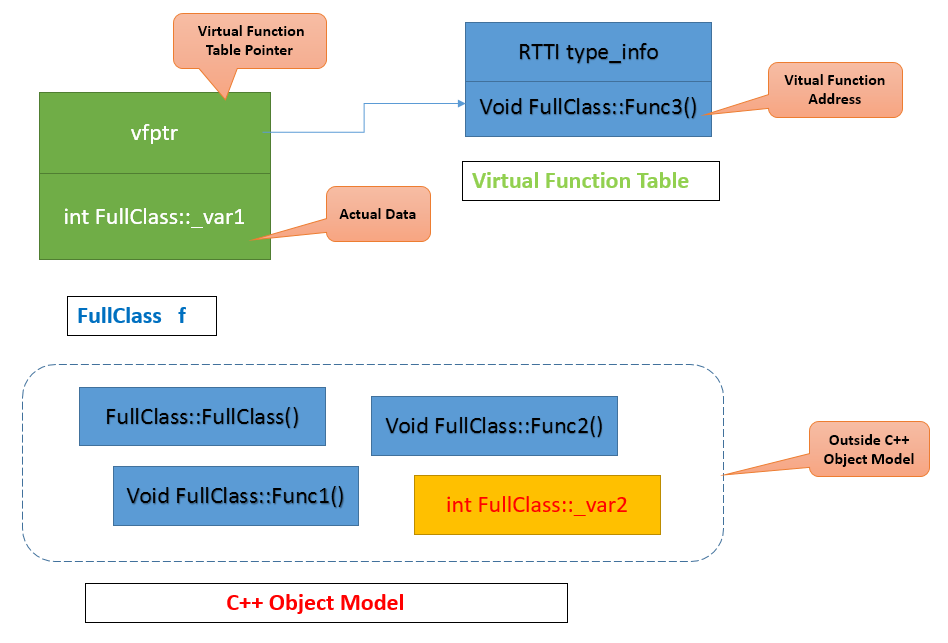 Virtual Function
Table Pointer
RTTI type_info
Void FullClass::Func3()
Vitual Function
Address
vfptr
Virtual Function Table
int FullClass::_var1
Actual Data
FullClass f
FullClass::FullClass()
Void FullClass::Func2()
Outside C++
Object Model
Void FullClass::Func1()
int FullClass::_var2
C++ Object Model